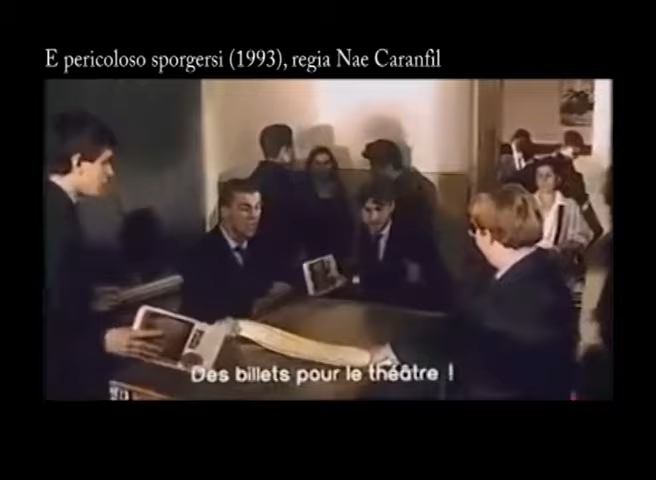 E pericoloso sporgersi (1993), regia Nae Caranfil
Des billets pour le théâtre !